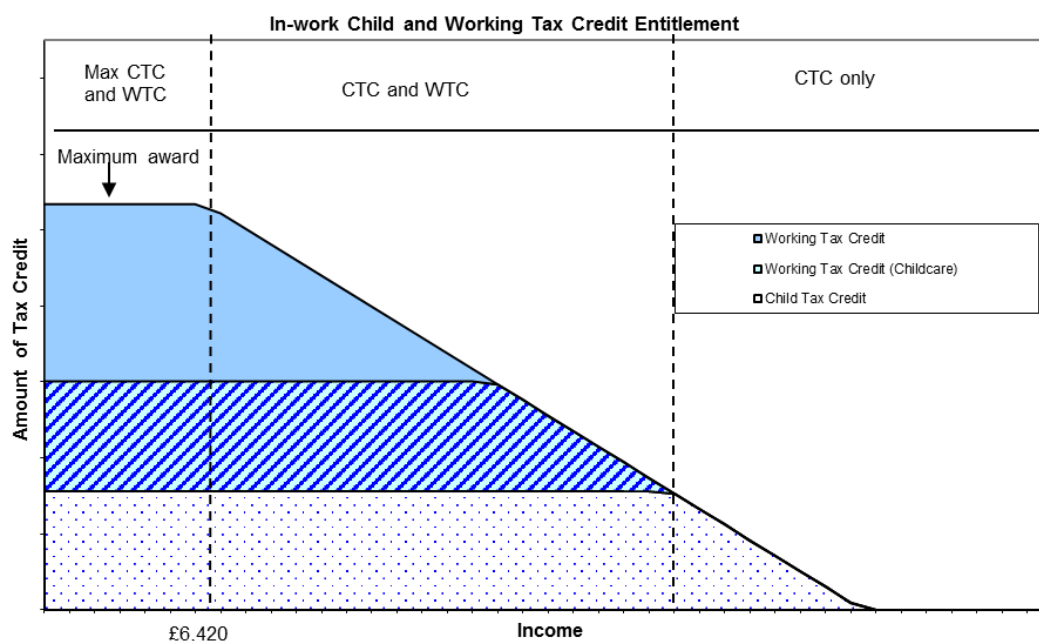 In-work Child and Working Tax Credit Entitlement
Max CTC
and WTC
CTC and WTC
CTC only
Maximum award
Working Tax Credit
Working Tax Credit (Childcare)
Child Tax Credit
Amount of Tax Credit
£6.420
Income